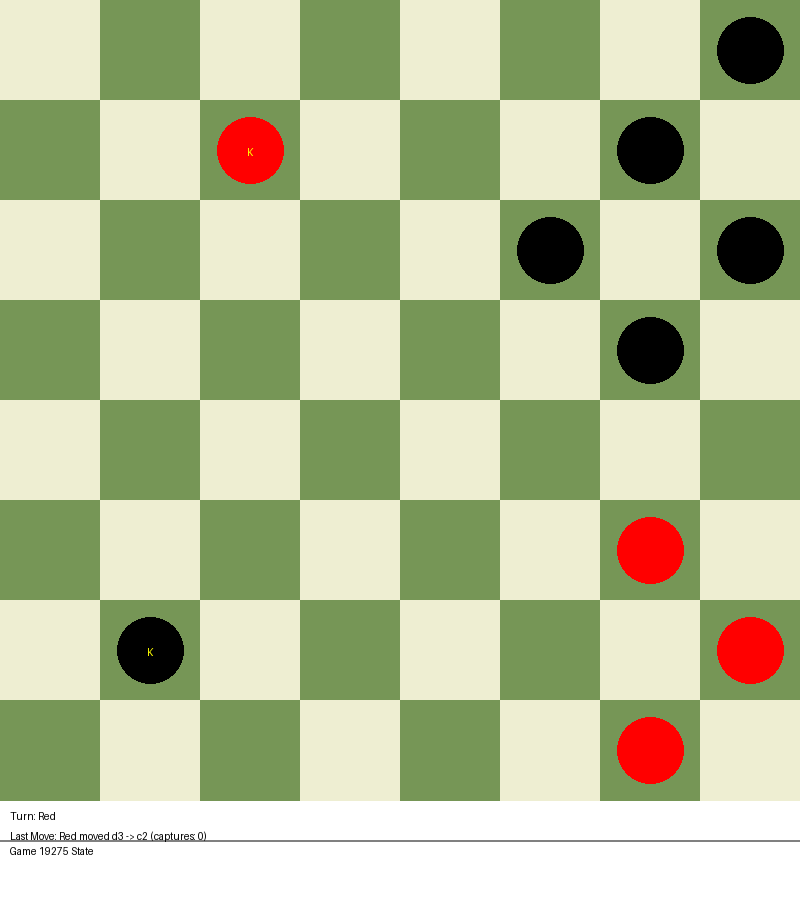 K
K
Turn: Red
Last Move: Red moved d3 -> c2 (captures: 0)
Game 19275 State